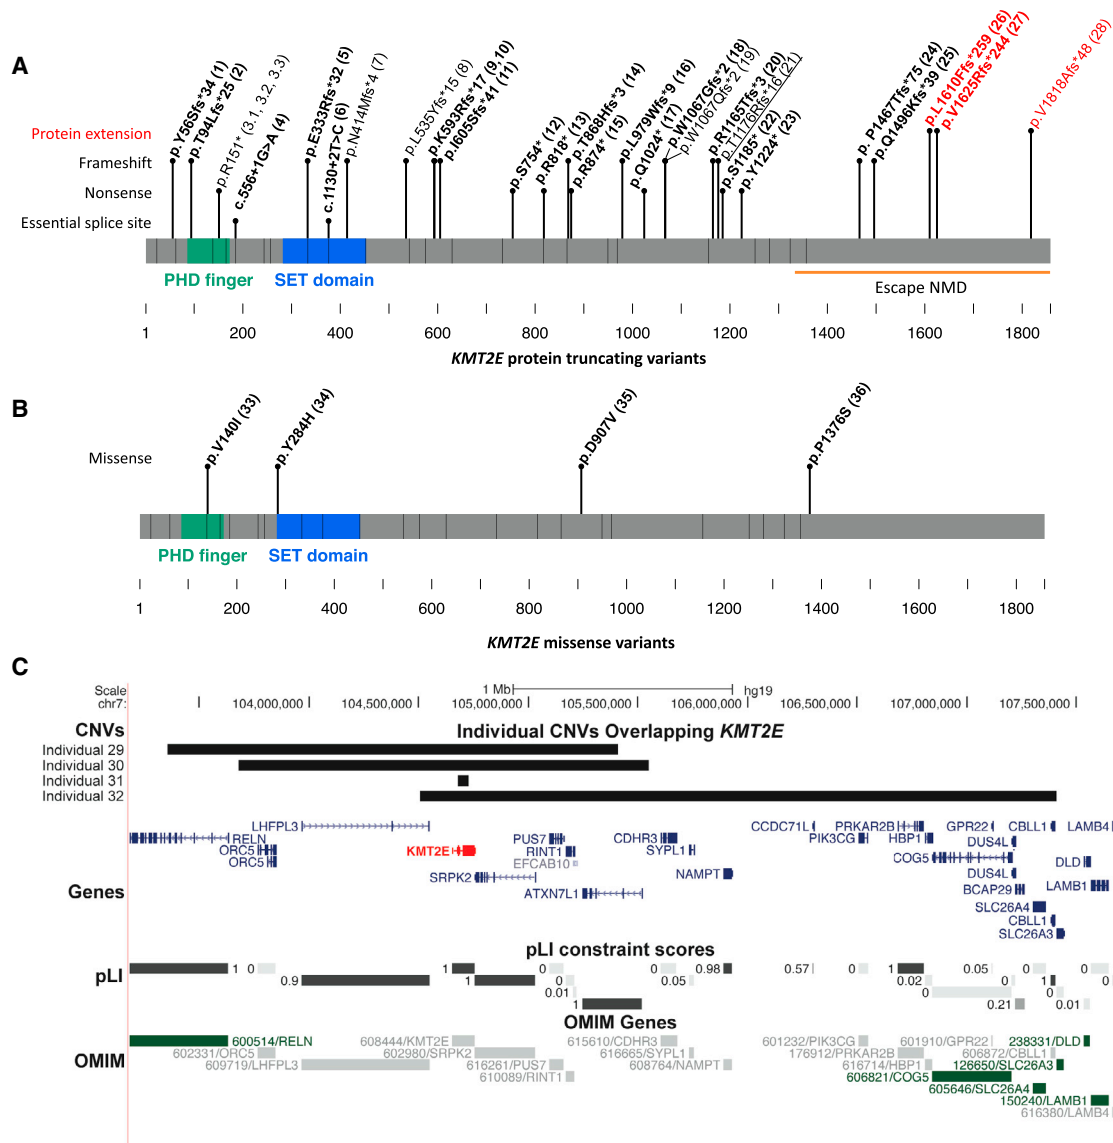 A
p.Y56Sfs*34 (1)
p.T94Lfs*25 (2)
p.R151* (3.1, 3.2, 3.3)
c.556+1G>A (4)
p.E333Rfs*32 (5)
c.1130+2T>C (6)
p.N414Mfs*4 (7)
p.L535Yfs*15 (8)
p.K593Rfs*17 (9,10)
p.I605Sfs*41 (11)
p.S754* (12)
p.R818* (13)
p.T868Hfs*3 (14)
p.R874* (15)
p.L979Wfs*9 (16)
p.Q1024* (17)
p.W1067Gfs*2 (18)
p.W1067Qfs*2 (19)
p.R1165Tfs*3 (20)
p.T1176Rfs*16 (21)
p.S1185* (22)
p.Y1224* (23)
p.P1467Tfs*75 (24)
p.Q1496Kfs*39 (25)
p.L1610Ffs*259 (26)
p.V1625Rfs*244 (27)
p.V1818Afs*48 (28)
Protein extension
Frameshift
Nonsense
Essential splice site
PHD finger SET domain
Escape NMD
1 200 400 600 800 1000 1200 1400 1600 1800
KMT2E protein truncating variants
B
p.V140I (33)
p.Y284H (34)
p.D907V (35)
p.P1376S (36)
Missense
PHD finger SET domain
1 200 400 600 800 1000 1200 1400 1600 1800
KMT2E missense variants
C
Scale 1 Mb hg19
chr7: 104,000,000 104,500,000 105,000,000 105,500,000 106,000,000 106,500,000 107,000,000 107,500,000
CNVs Individual CNVs Overlapping KMT2E
Individual 29
Individual 30
Individual 31
Individual 32
LHFPL3 CCDC71L PRKAR2B GPR22 CBLL1 LAMB4
RELN PUS7 CDHR3 PIK3CG HBP1
DUS4L
ORC5 KMT2E RINT1 SYPL1
ORC5 EFCAB10 COG5 DLD
SRPK2 NAMPT DUS4L
Genes ATXN7L1 BCAP29 LAMB1
SLC26A4
CBLL1
SLC26A3
pLI constraint scores
pLI 1 0 1 0 0 0.98 0.57 0 1 0.05 0 0
0.9 1 0 0.05 0.02 0 1 0
0.01 0
1 0.21 0.01
OMIM Genes
OMIM 600514/RELN 608444/KMT2E 615610/CDHR3 601232/PIK3CG 601910/GPR22 238331/DLD
602331/ORC5 602980/SRPK2 616665/SYPL1 176912/PRKAR2B 606872/CBLL1
609719/LHFPL3 616261/PUS7 608764/NAMPT 616714/HBP1 126650/SLC26A3
610089/RINT1 606821/COG5
605646/SLC26A4
150240/LAMB1
616380/LAMB4